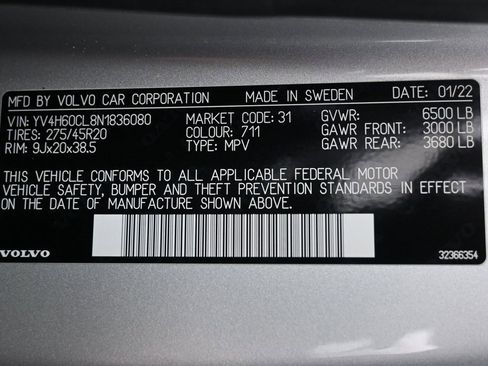 MFD BY VOLVO CAR CORPORATION MADE IN SWEDEN DATE: 01/22
VIN: YV4H60CL8N1836080 MARKET CODE: 31 GVWR: 6500 LB
TIRES: 275/45R20 COLOUR: 711 GAWR FRONT: 3000 LB
RIM: 9Jx20x38.5 TYPE: MPV GAWR REAR: 3680 LB
THIS VEHICLE CONFORMS TO ALL APPLICABLE FEDERAL MOTOR
VEHICLE SAFETY, BUMPER AND THEFT PREVENTION STANDARDS IN EFFECT
ON THE DATE OF MANUFACTURE SHOWN ABOVE.
VOLVO 32366354